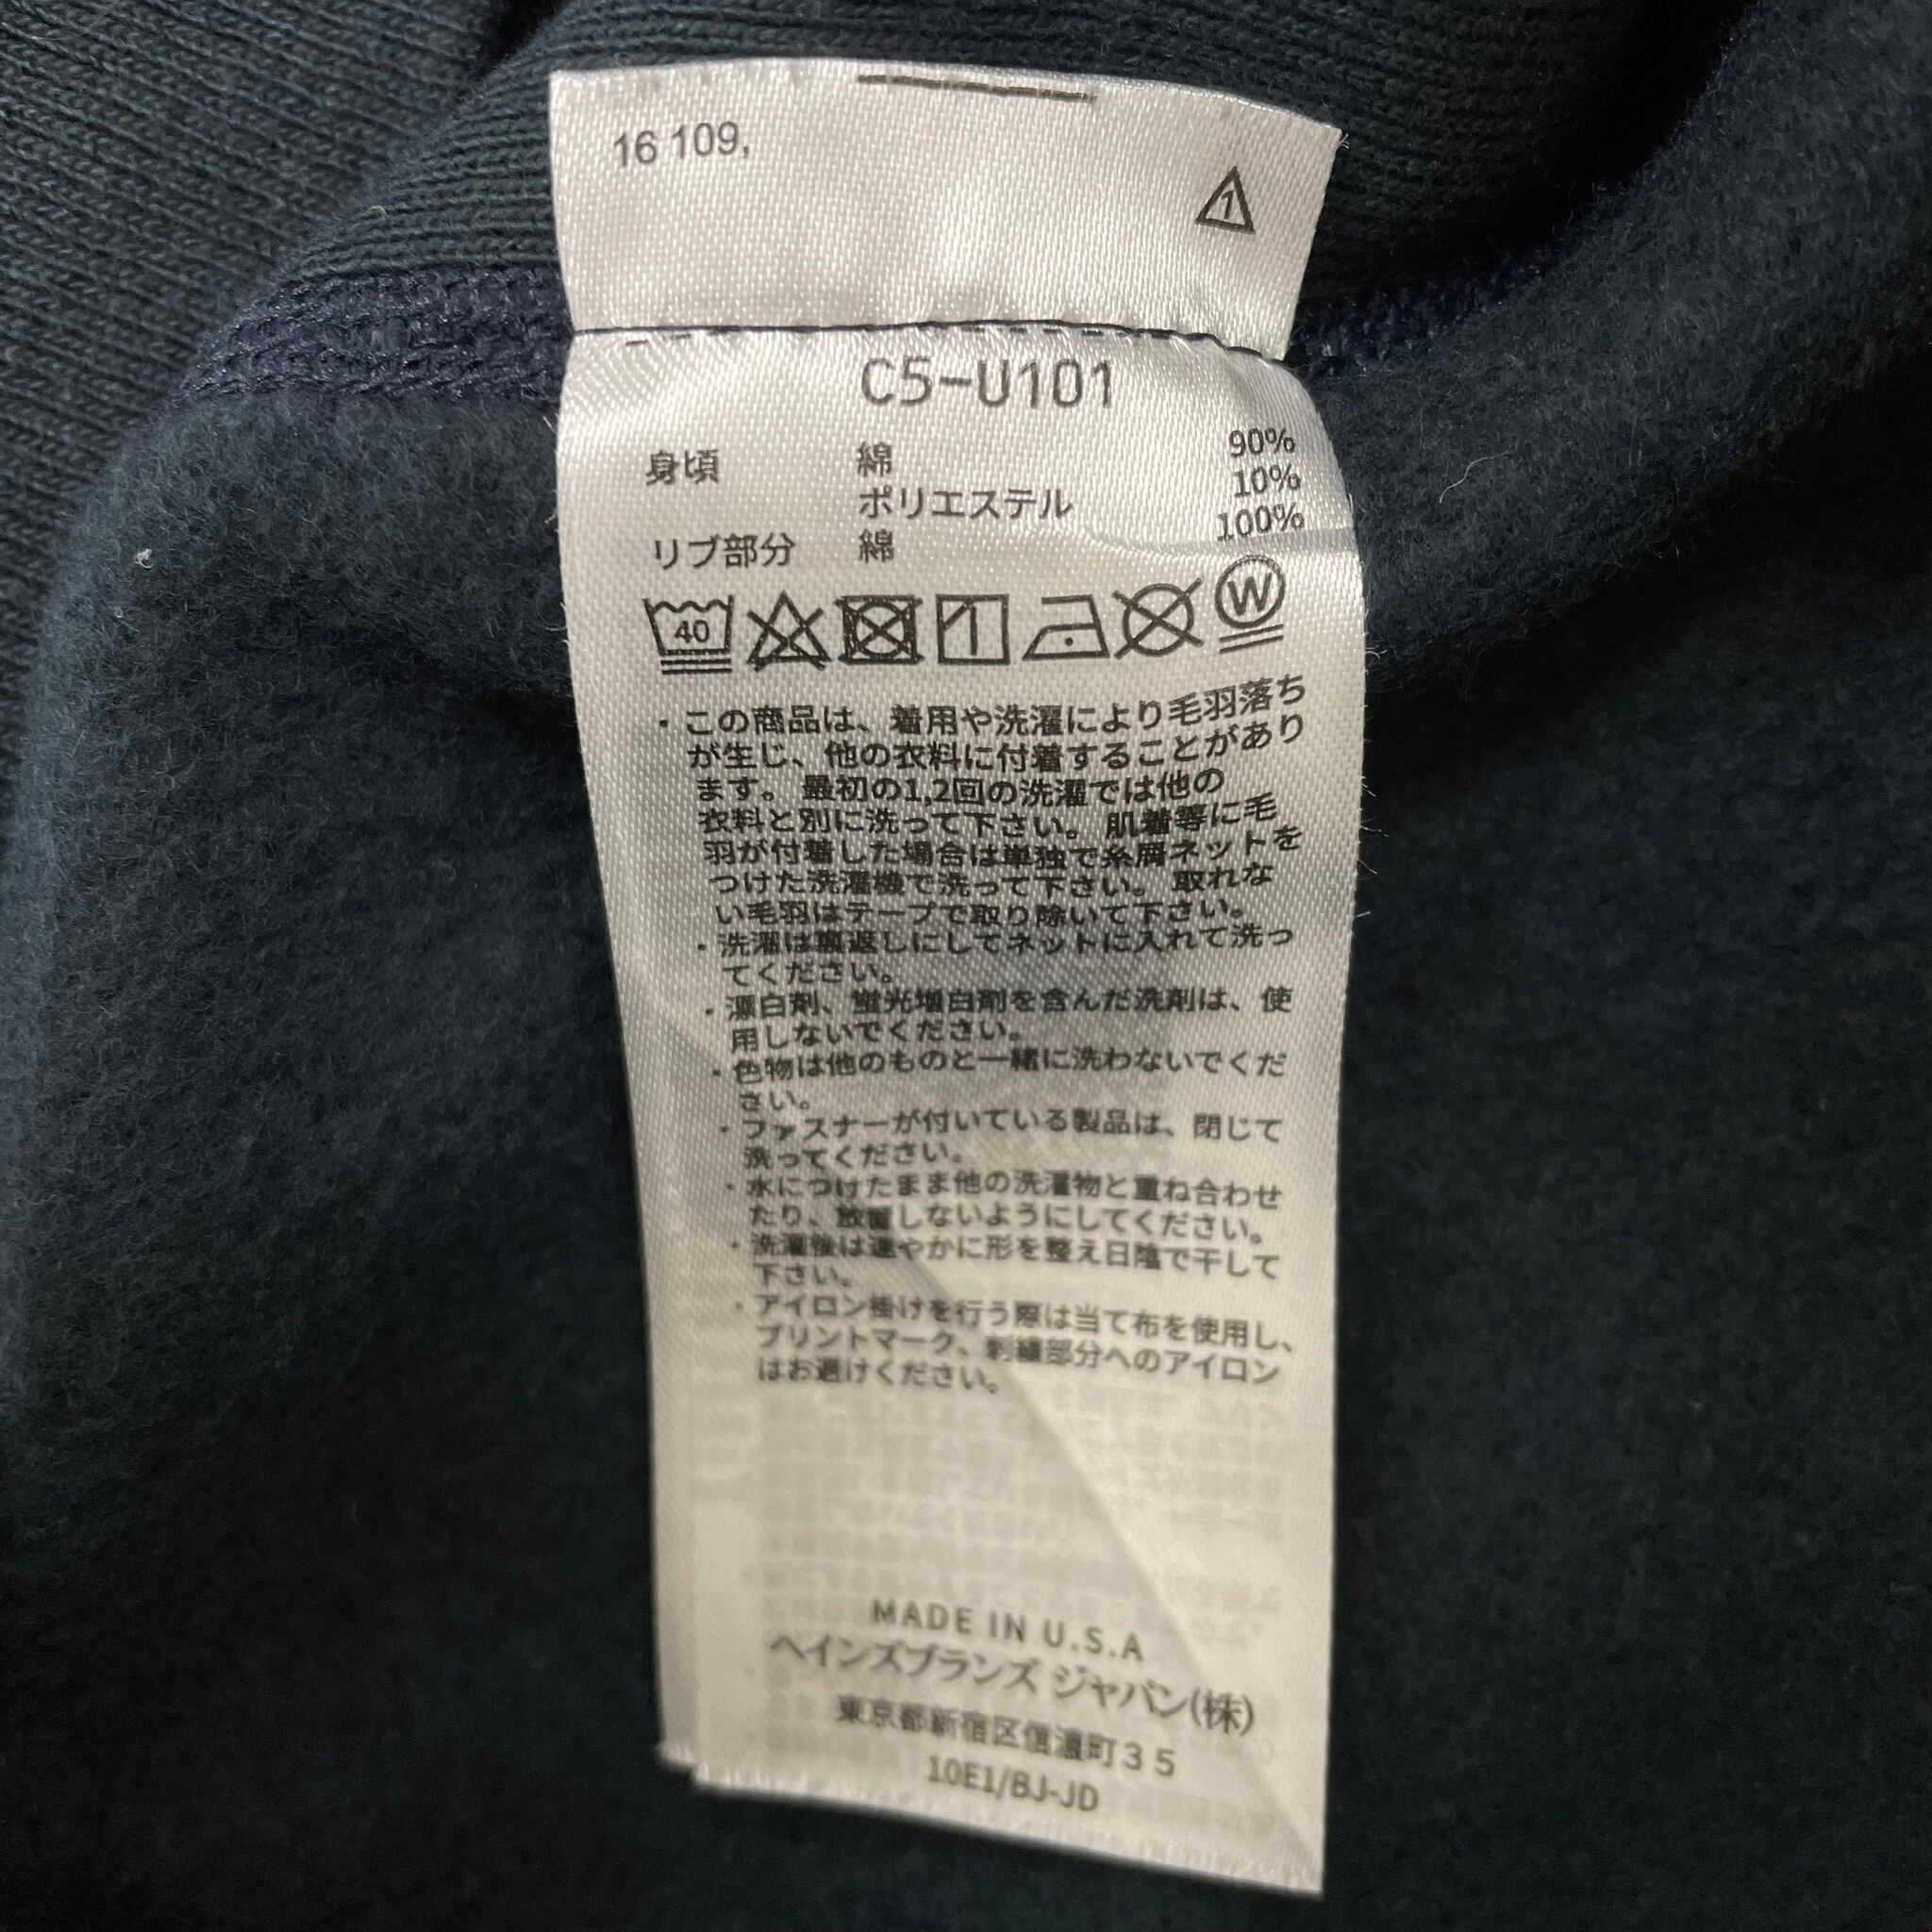 16 109,
1
C5-U101
身頃 綿 90%
ポリエステル 10%
リブ部分 綿 100%
40 W
・この商品は、着用や洗濯により毛羽落ち
が生じ、他の衣料に付着することがあり
ます。最初の1,2回の洗濯では他の
衣料と別に洗って下さい。肌着等に毛
羽が付着した場合は単独で糸屑ネットを
つけた洗濯機で洗って下さい。取れな
い毛羽はテープで取り除いて下さい。
・洗濯は裏返しにしてネットに入れて洗っ
てください。
・漂白剤、蛍光増白剤を含んだ洗剤は、使
用しないでください。
・色物は他のものと一緒に洗わないでくだ
さい。
・ファスナーが付いている製品は、閉じて
洗ってください。
・水につけたまま他の洗濯物と重ね合わせ
たり、放置しないようにしてください。
・洗濯後は速やかに形を整え日陰で干して
下さい。
・アイロン掛けを行う際は当て布を使用し、
プリントマーク、刺繍部分へのアイロン
はお避けください。
MADE IN U.S.A
ヘインズブランズ ジャパン(株)
東京都新宿区信濃町35
10E1/BJ-JD